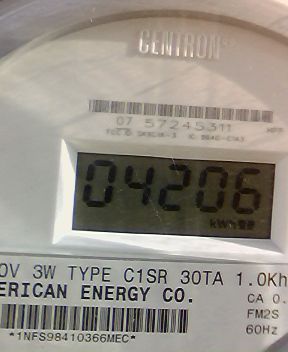 CENTRON
07 57245311
04206
kWh
0V 3W TYPE C1SR 30TA 1.0Kh
ERICAN ENERGY CO.
CA 0.
FM2S
60Hz
*1NFS98410366MEC*